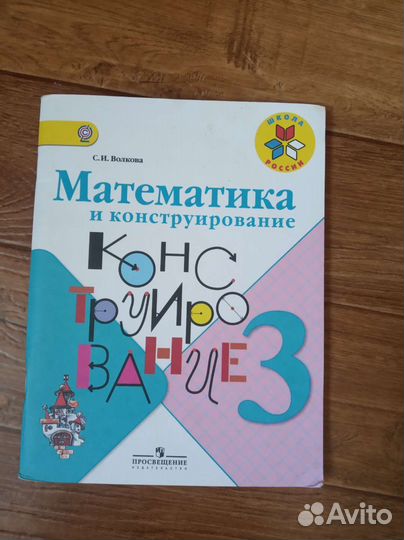 ШКОЛА
РОССИИ
С.И. Волкова
Математика
и конструирование
КОНС
ТРУИРО
ВАНИЕ
3
ПРОСВЕЩЕНИЕ
ИЗДАТЕЛЬСТВО
Avito